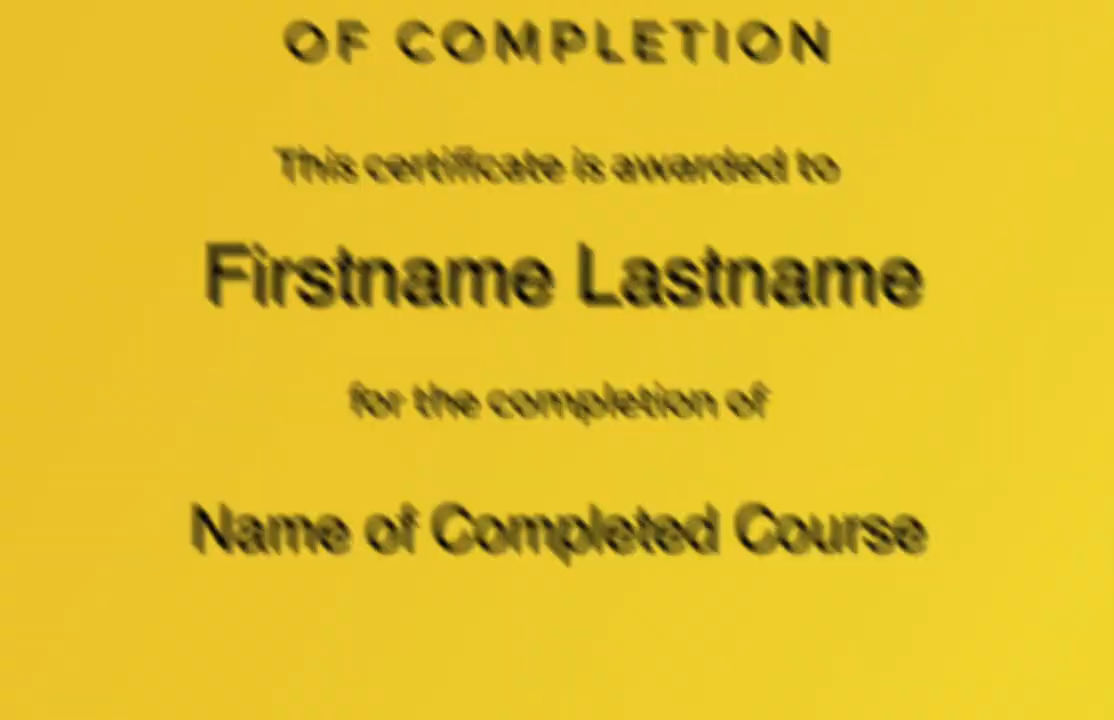 OF COMPLETION
This certificate is awarded to
Firstname Lastname
for the completion of
Name of Completed Course